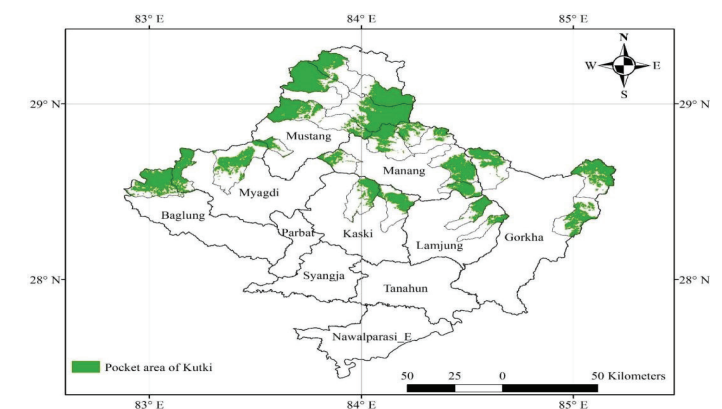 83° E 84° E 85° E
N
W E
S
29° N 29° N
Mustang
Manang
Myagdi
Baglung
Parbat
Kaski
Lamjung
Gorkha
Syangja
Tanahun
28° N 28° N
Nawalparasi_E
Pocket area of Kutki
50 25 0 50 Kilometers
83° E 84° E 85° E